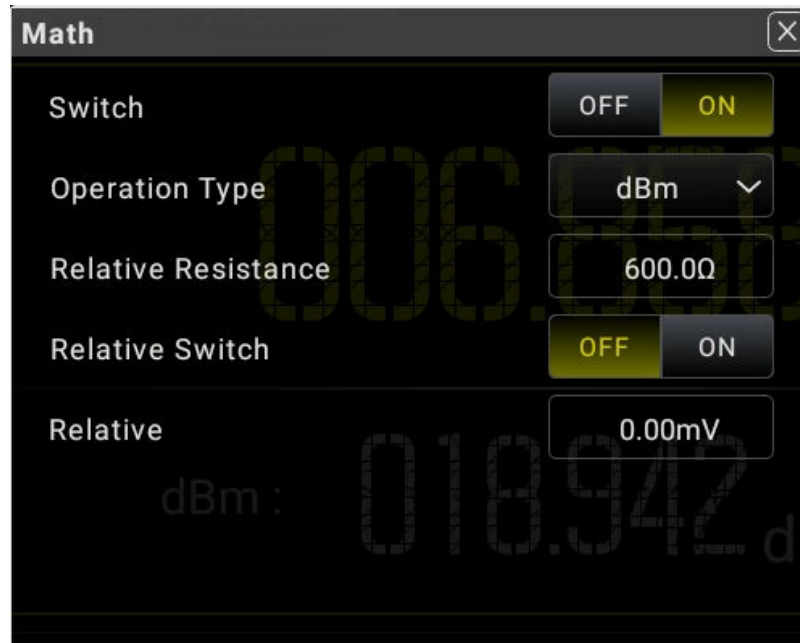 Math
Switch OFF ON
Operation Type dBm
Relative Resistance 600.0Ω
Relative Switch OFF ON
Relative 0.00mV
dBm : 018.942 d